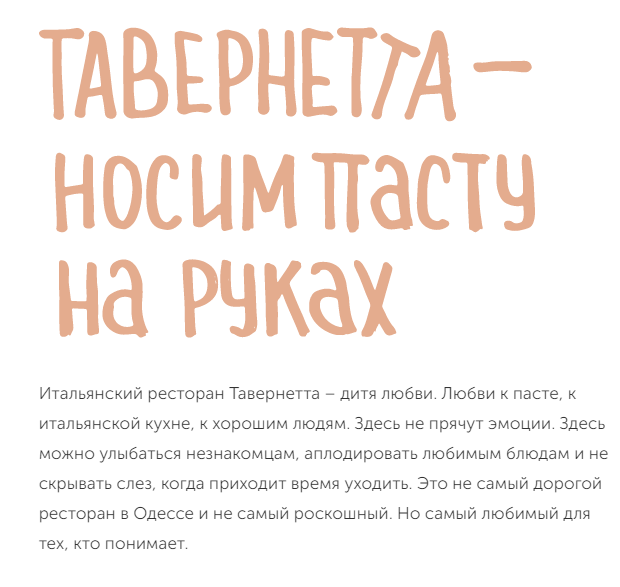 ТАВЕРНЕТТА —
НОСИМ ПАСТУ
НА РУКАХ
Итальянский ресторан Тавернетта – дитя любви. Любви к пасте, к
итальянской кухне, к хорошим людям. Здесь не прячут эмоции. Здесь
можно улыбаться незнакомцам, аплодировать любимым блюдам и не
скрывать слез, когда приходит время уходить. Это не самый дорогой
ресторан в Одессе и не самый роскошный. Но самый любимый для
тех, кто понимает.